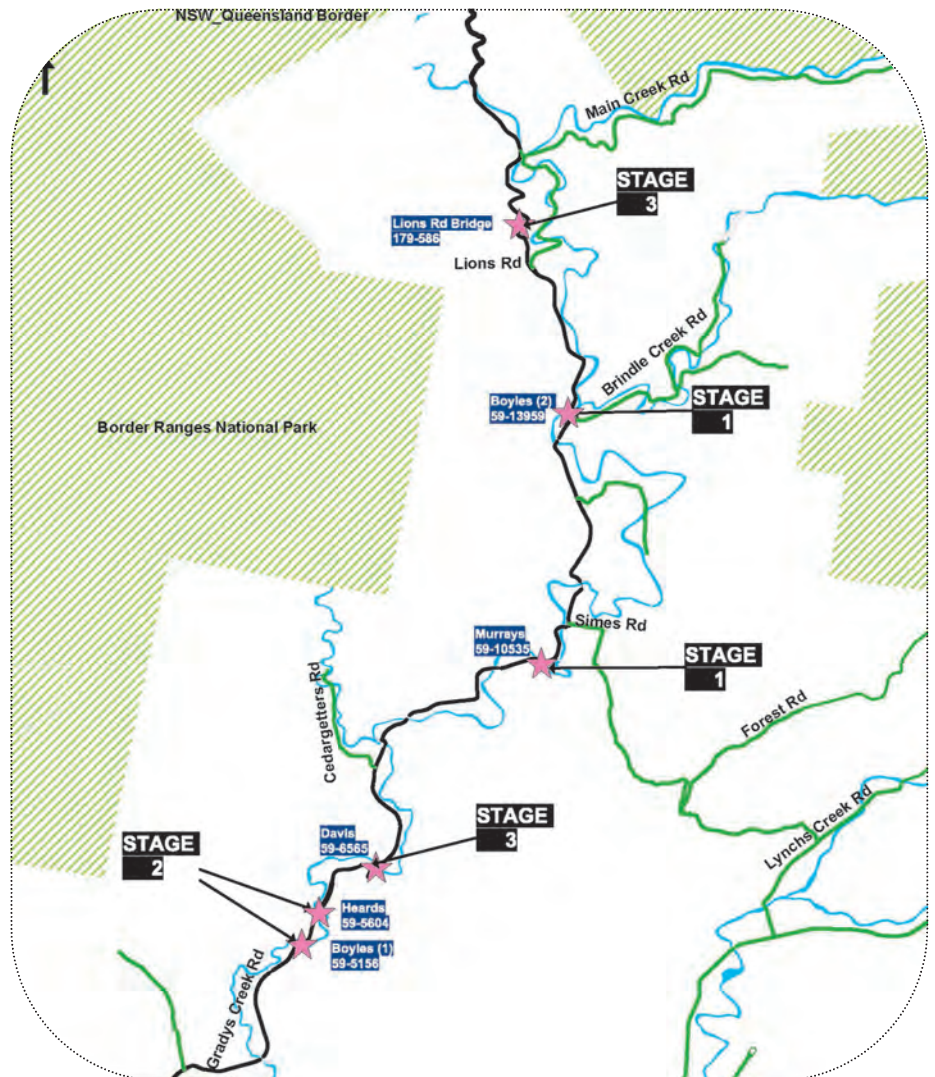 NSW_Queensland Border
Main Creek Rd
STAGE
3
Lions Rd Bridge
179-586
Lions Rd
Brindle Creek Rd
Boyles (2)
59-13959
STAGE
1
Border Ranges National Park
Simes Rd
Murrays
59-10535
STAGE
1
Cedargetters Rd
Forest Rd
Lynchs Creek Rd
STAGE
3
Davis
59-6565
STAGE
2
Heards
59-5604
Boyles (1)
59-5156
Gradys Creek Rd